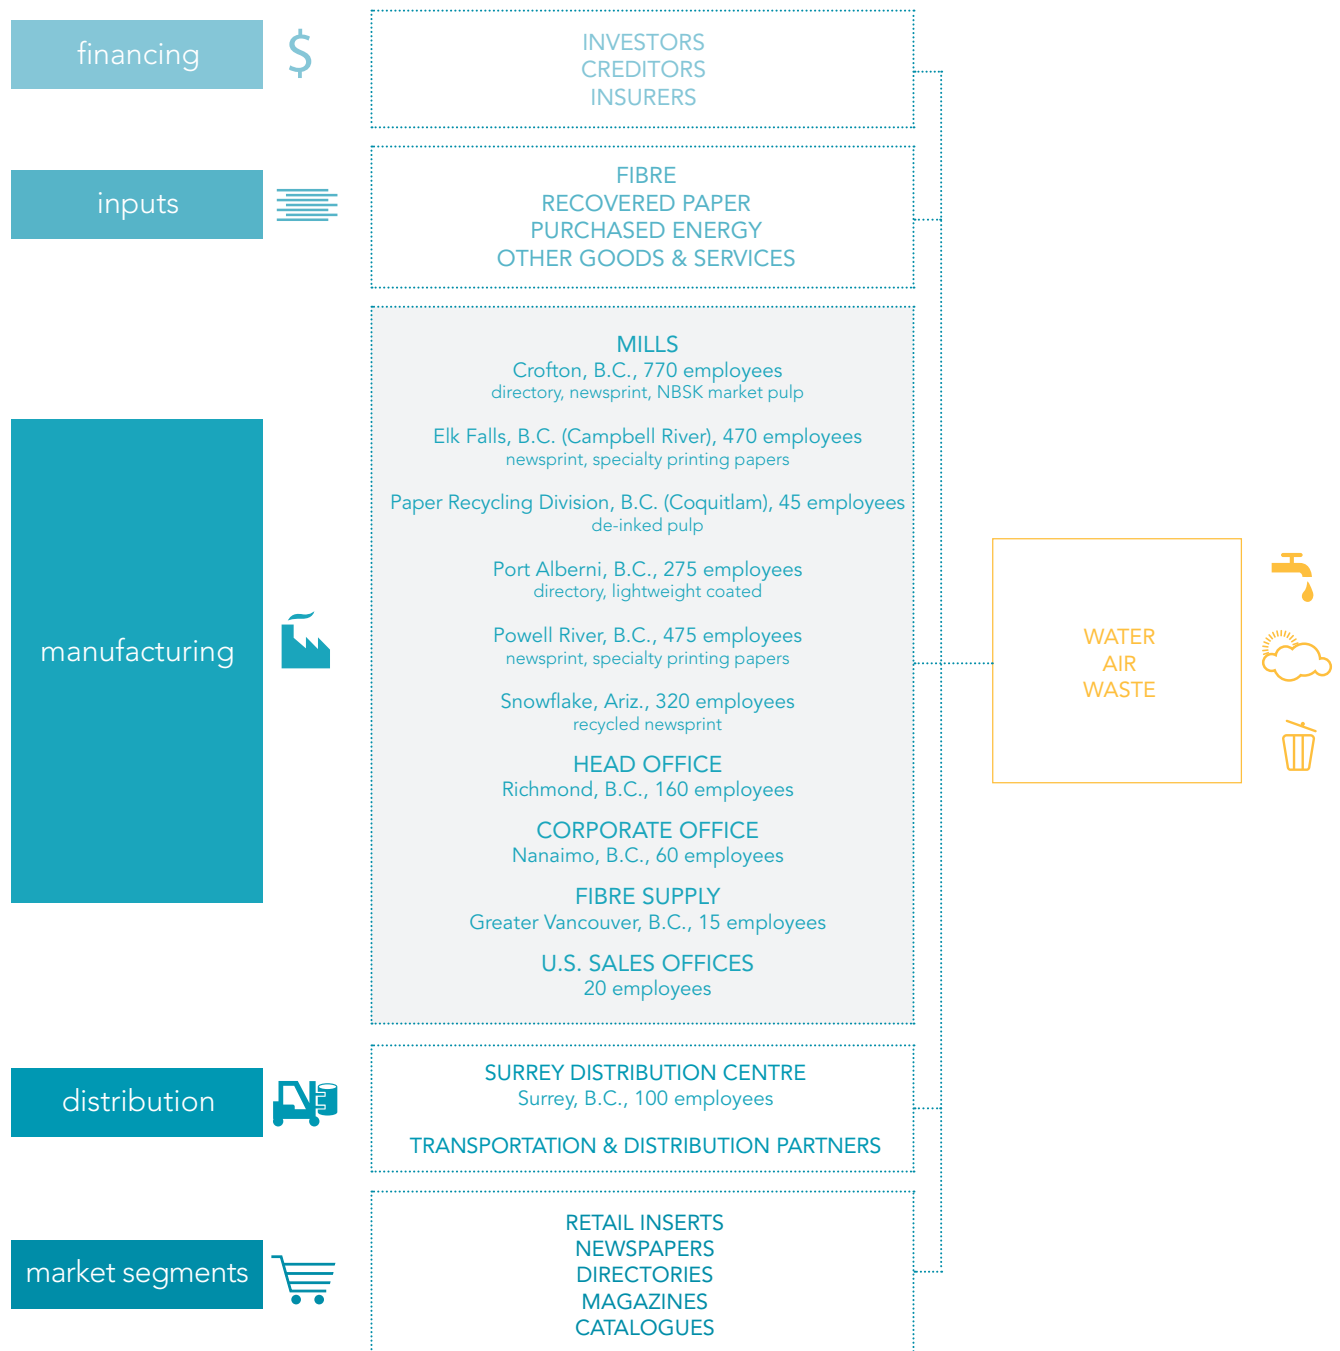 financing
$
INVESTORS
CREDITORS
INSURERS
inputs
FIBRE
RECOVERED PAPER
PURCHASED ENERGY
OTHER GOODS & SERVICES
manufacturing
MILLS
Crofton, B.C., 770 employees
directory, newsprint, NBSK market pulp
Elk Falls, B.C. (Campbell River), 470 employees
newsprint, specialty printing papers
Paper Recycling Division, B.C. (Coquitlam), 45 employees
de-inked pulp
Port Alberni, B.C., 275 employees
directory, lightweight coated
Powell River, B.C., 475 employees
newsprint, specialty printing papers
Snowflake, Ariz., 320 employees
recycled newsprint
HEAD OFFICE
Richmond, B.C., 160 employees
CORPORATE OFFICE
Nanaimo, B.C., 60 employees
FIBRE SUPPLY
Greater Vancouver, B.C., 15 employees
U.S. SALES OFFICES
20 employees
WATER
AIR
WASTE
distribution
SURREY DISTRIBUTION CENTRE
Surrey, B.C., 100 employees
TRANSPORTATION & DISTRIBUTION PARTNERS
market segments
RETAIL INSERTS
NEWSPAPERS
DIRECTORIES
MAGAZINES
CATALOGUES